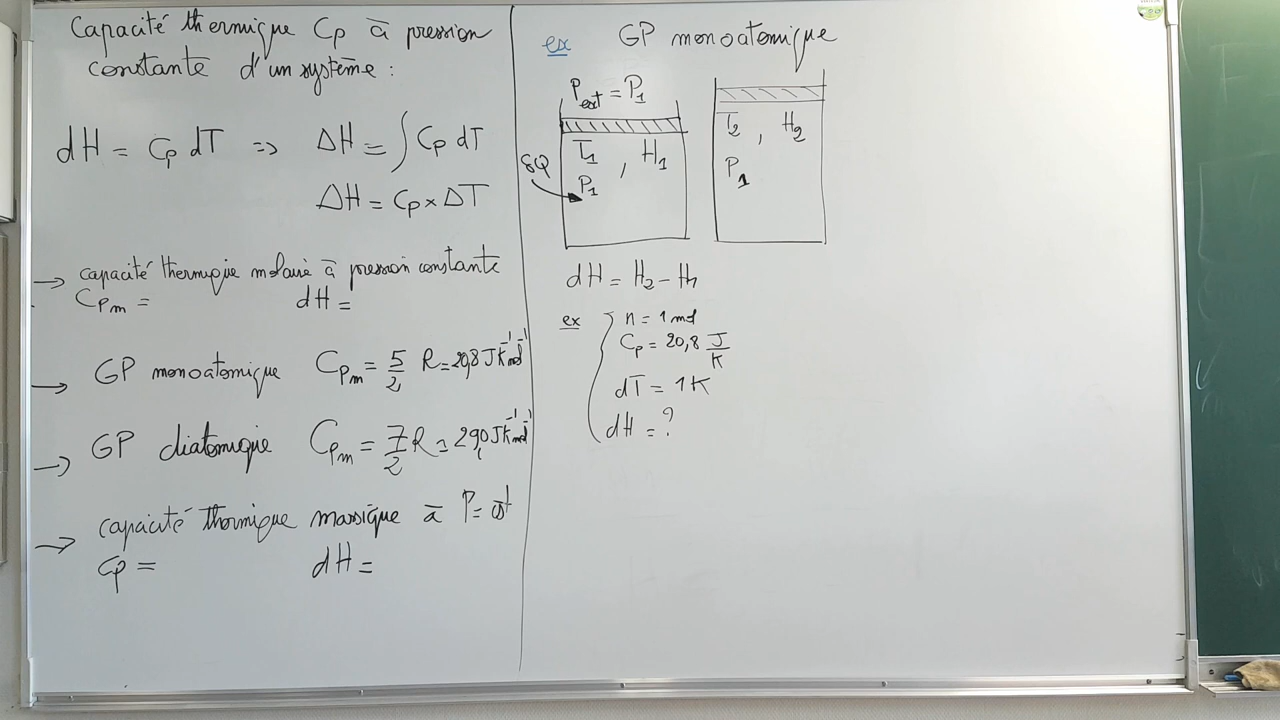 Capacité thermique Cp à pression
constante d'un système :
dH = Cp dT => ΔH = ∫ Cp dT
ΔH = Cp × ΔT
→ capacité thermique molaire à pression constante
Cpm = dH =
→ GP monoatomique Cpm = 5/2 R = 20,8 J K⁻¹ mol⁻¹
→ GP diatomique Cpm = 7/2 R = 29,0 J K⁻¹ mol⁻¹
→ capacité thermique massique à P = cst
cp = dH =
ex GP monoatomique
Pext = P1
T1 , H1
P1
δQ
T2 , H2
P1
dH = H2 - H1
ex { n = 1 mol
Cp = 20,8 J/K
dT = 1K
dH = ?